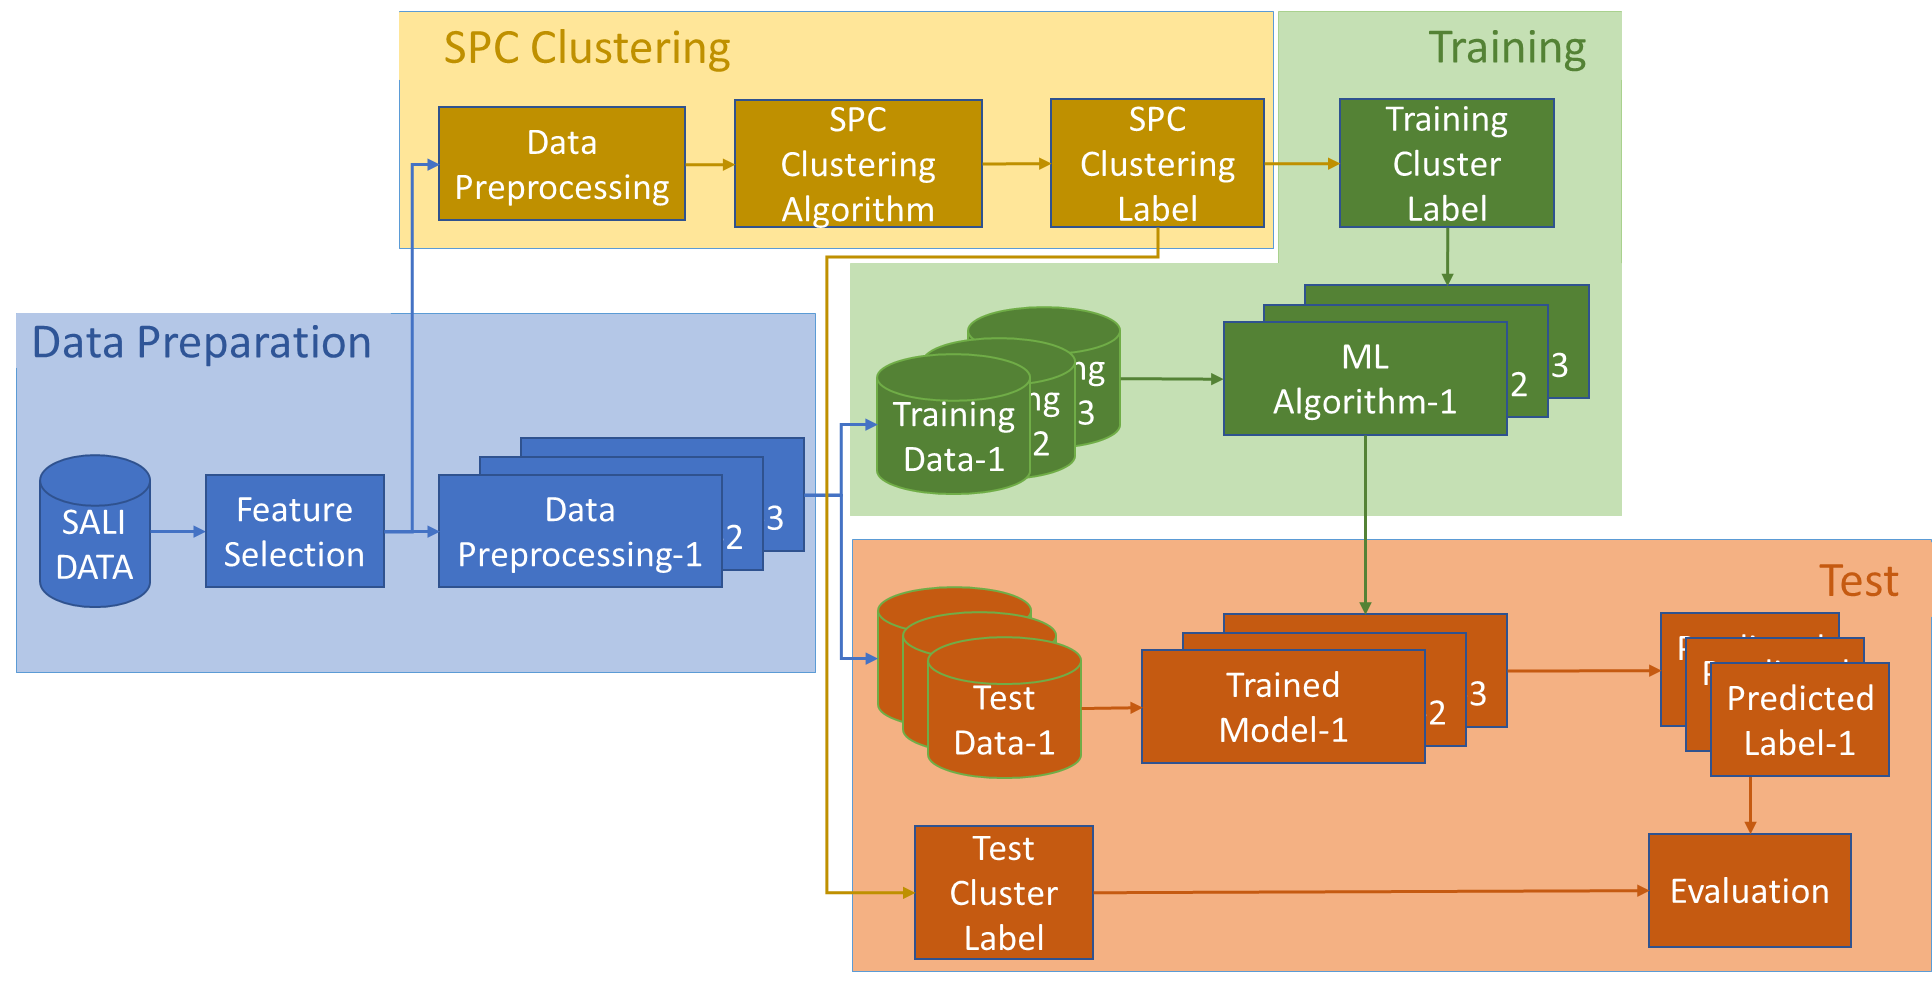 SPC Clustering
Training
Data
Preprocessing
SPC
Clustering
Algorithm
SPC
Clustering
Label
Training
Cluster
Label
Data Preparation
SALI
DATA
Feature
Selection
Data
Preprocessing-1
2
3
Training
Data-1
ng
2
ng
3
ML
Algorithm-1
2
3
Test
Test
Data-1
Trained
Model-1
2
3
Predicted
Label-1
Test
Cluster
Label
Evaluation